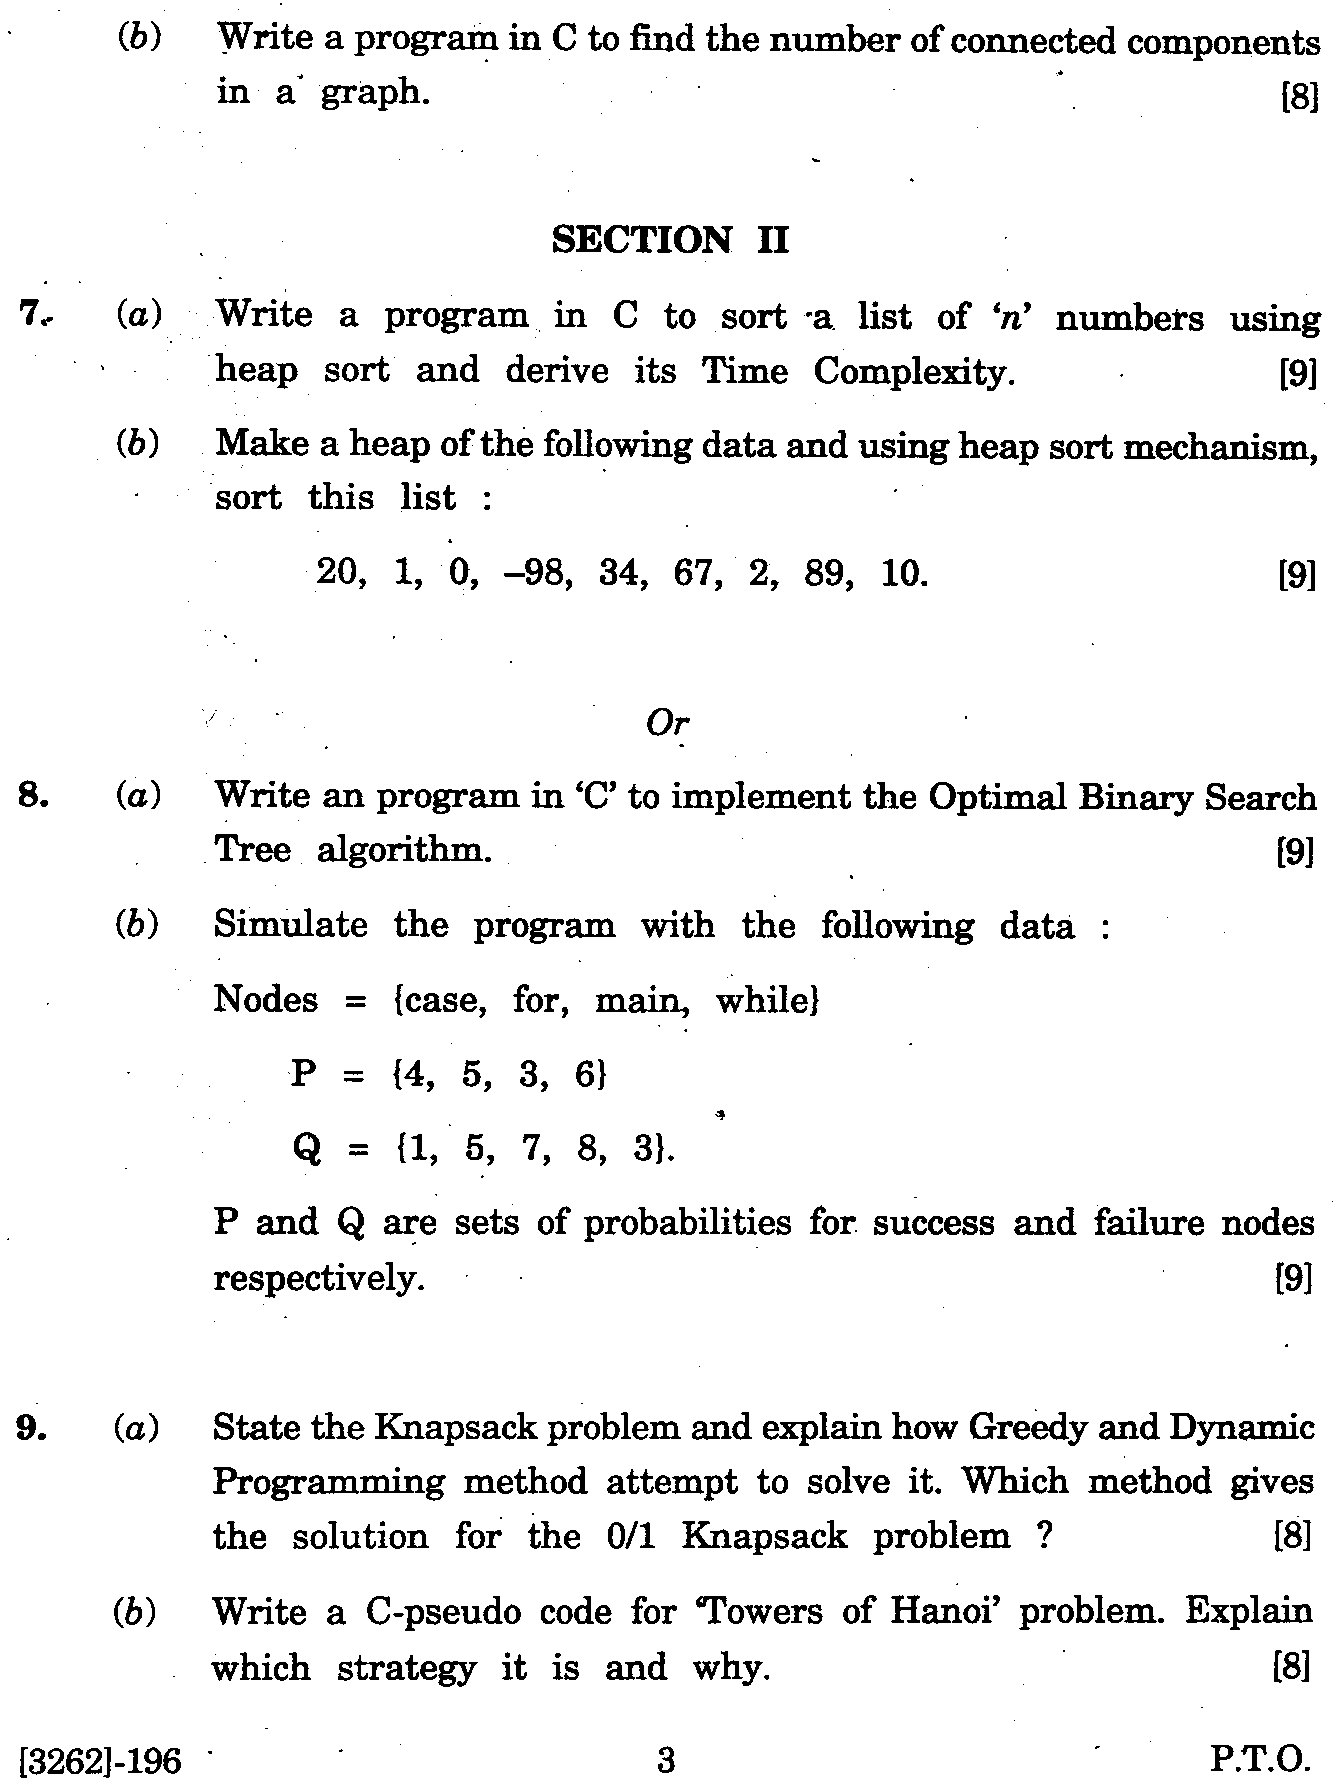 (b) Write a program in C to find the number of connected components
in a graph. [8]
SECTION II
7. (a) Write a program in C to sort a list of ‘n’ numbers using
heap sort and derive its Time Complexity. [9]
(b) Make a heap of the following data and using heap sort mechanism,
sort this list :
20, 1, 0, –98, 34, 67, 2, 89, 10. [9]
Or
8. (a) Write an program in ‘C’ to implement the Optimal Binary Search
Tree algorithm. [9]
(b) Simulate the program with the following data :
Nodes = {case, for, main, while}
P = {4, 5, 3, 6}
Q = {1, 5, 7, 8, 3}.
P and Q are sets of probabilities for success and failure nodes
respectively. [9]
9. (a) State the Knapsack problem and explain how Greedy and Dynamic
Programming method attempt to solve it. Which method gives
the solution for the 0/1 Knapsack problem ? [8]
(b) Write a C-pseudo code for ‘Towers of Hanoi’ problem. Explain
which strategy it is and why. [8]
[3262]-196 3 P.T.O.